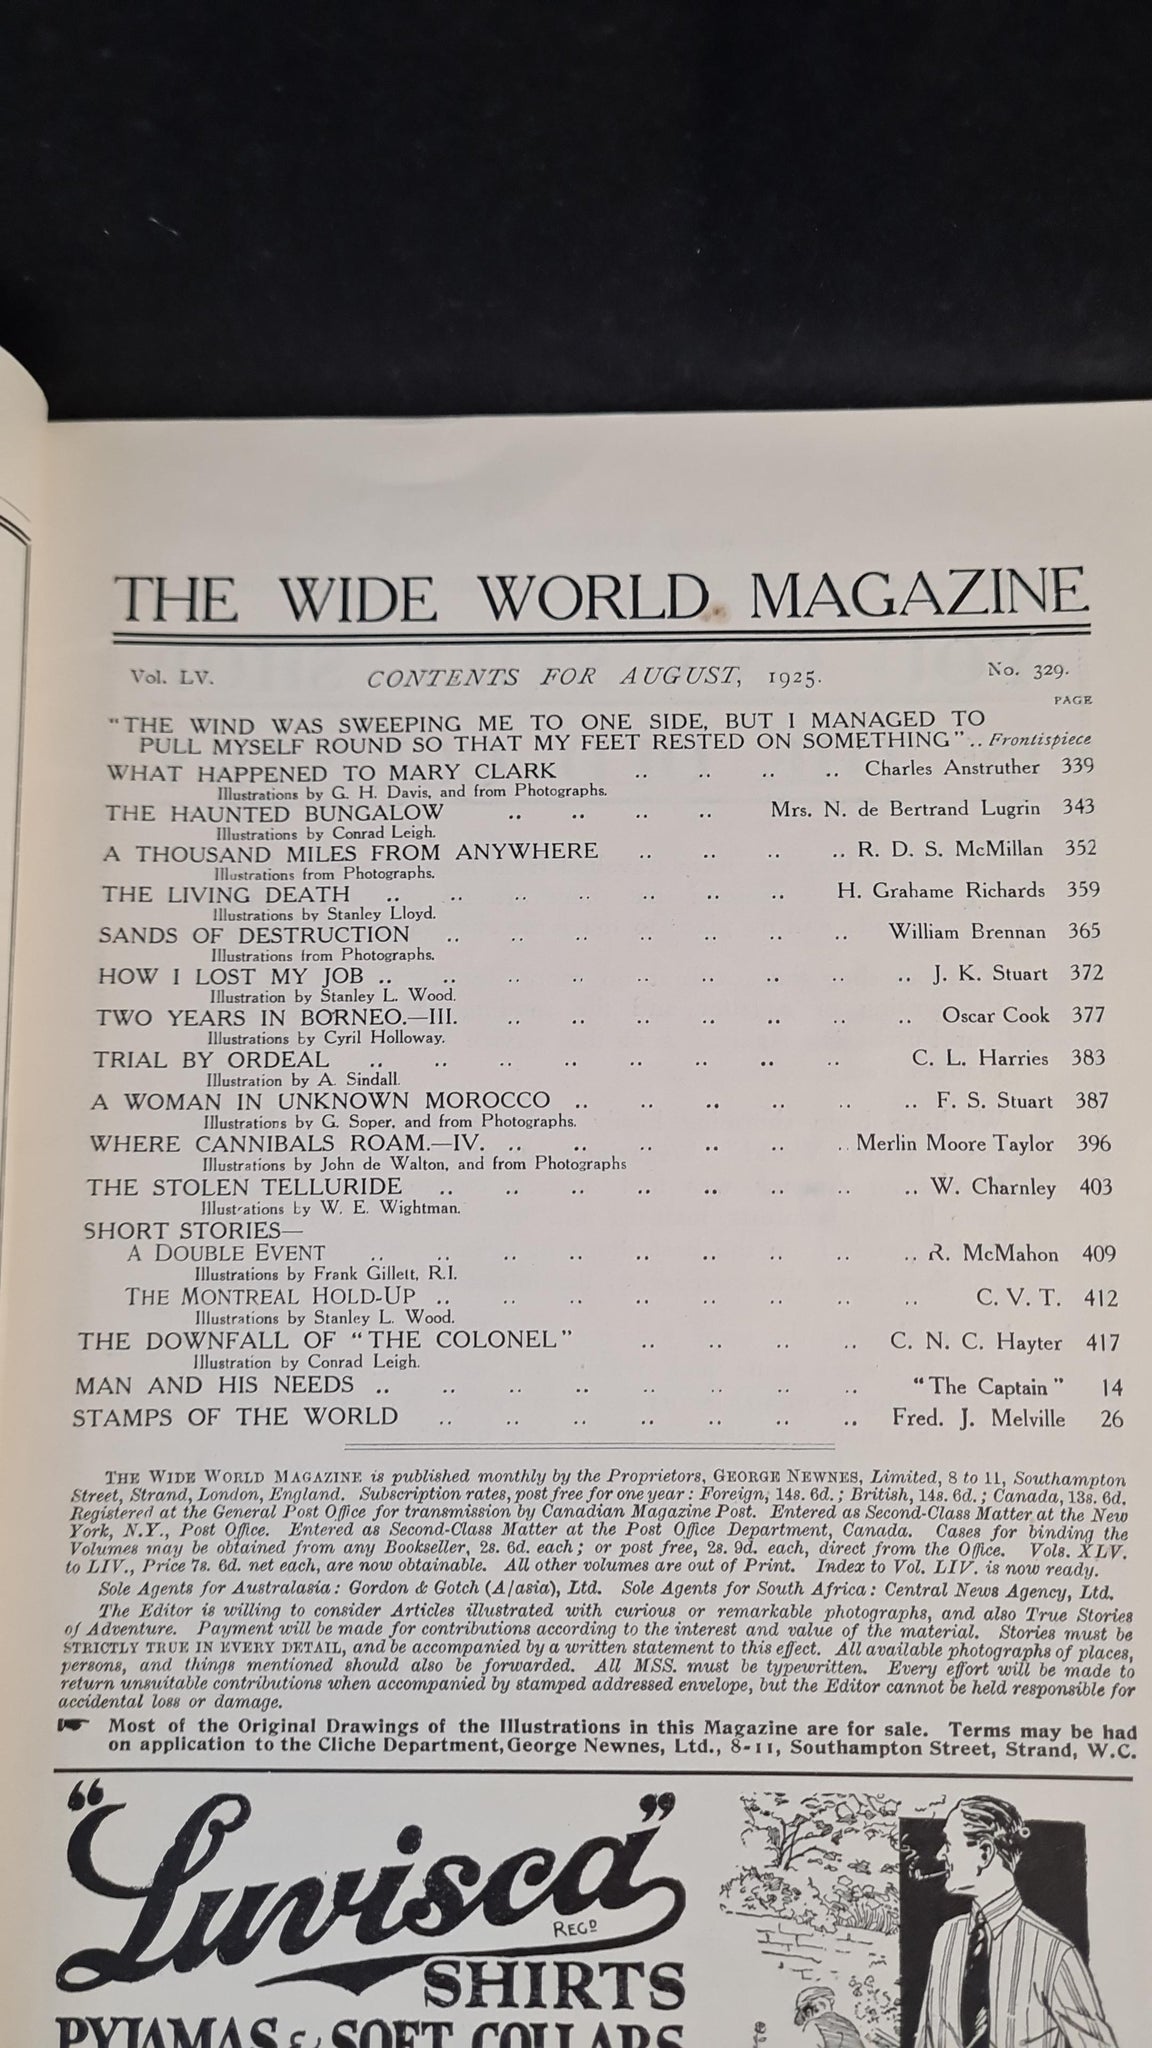 THE WIDE WORLD MAGAZINE
Vol. LV. CONTENTS FOR AUGUST, 1925. No. 329.
PAGE
"THE WIND WAS SWEEPING ME TO ONE SIDE, BUT I MANAGED TO
PULL MYSELF ROUND SO THAT MY FEET RESTED ON SOMETHING" .. Frontispiece
WHAT HAPPENED TO MARY CLARK .. .. .. .. Charles Anstruther 339
Illustrations by G. H. Davis, and from Photographs.
THE HAUNTED BUNGALOW .. .. .. .. Mrs. N. de Bertrand Lugrin 343
Illustrations by Conrad Leigh.
A THOUSAND MILES FROM ANYWHERE .. .. .. .. R. D. S. McMillan 352
Illustrations from Photographs.
THE LIVING DEATH .. .. .. .. .. .. .. H. Grahame Richards 359
Illustrations by Stanley Lloyd.
SANDS OF DESTRUCTION .. .. .. .. .. .. .. William Brennan 365
Illustrations from Photographs.
HOW I LOST MY JOB .. .. .. .. .. .. .. .. .. J. K. Stuart 372
Illustration by Stanley L. Wood.
TWO YEARS IN BORNEO.—III. .. .. .. .. .. .. .. Oscar Cook 377
Illustrations by Cyril Holloway.
TRIAL BY ORDEAL .. .. .. .. .. .. .. .. C. L. Harries 383
Illustration by A. Sindall.
A WOMAN IN UNKNOWN MOROCCO .. .. .. .. .. .. F. S. Stuart 387
Illustrations by G. Soper, and from Photographs.
WHERE CANNIBALS ROAM.—IV. .. .. .. .. .. .. Merlin Moore Taylor 396
Illustrations by John de Walton, and from Photographs
THE STOLEN TELLURIDE .. .. .. .. .. .. .. .. W. Charnley 403
Illustrations by W. E. Wightman.
SHORT STORIES—
A DOUBLE EVENT .. .. .. .. .. .. .. .. .. R. McMahon 409
Illustrations by Frank Gillett, R.I.
THE MONTREAL HOLD-UP .. .. .. .. .. .. .. .. C. V. T. 412
Illustrations by Stanley L. Wood.
THE DOWNFALL OF "THE COLONEL" .. .. .. .. C. N. C. Hayter 417
Illustration by Conrad Leigh.
MAN AND HIS NEEDS .. .. .. .. .. .. .. .. "The Captain" 14
STAMPS OF THE WORLD .. .. .. .. .. .. .. Fred. J. Melville 26
THE WIDE WORLD MAGAZINE is published monthly by the Proprietors, GEORGE NEWNES, Limited, 8 to 11, Southampton
Street, Strand, London, England. Subscription rates, post free for one year: Foreign, 14s. 6d.; British, 14s. 6d.; Canada, 13s. 6d.
Registered at the General Post Office for transmission by Canadian Magazine Post. Entered as Second-Class Matter at the New
York, N.Y., Post Office. Entered as Second-Class Matter at the Post Office Department, Canada. Cases for binding the
Volumes may be obtained from any Bookseller, 2s. 6d. each; or post free, 2s. 9d. each, direct from the Office. Vols. XLV.
to LIV., Price 7s. 6d. net each, are now obtainable. All other volumes are out of Print. Index to Vol. LIV. is now ready.
Sole Agents for Australasia: Gordon & Gotch (A/asia), Ltd. Sole Agents for South Africa: Central News Agency, Ltd.
The Editor is willing to consider Articles illustrated with curious or remarkable photographs, and also True Stories
of Adventure. Payment will be made for contributions according to the interest and value of the material. Stories must be
STRICTLY TRUE IN EVERY DETAIL, and be accompanied by a written statement to this effect. All available photographs of places,
persons, and things mentioned should also be forwarded. All MSS. must be typewritten. Every effort will be made to
return unsuitable contributions when accompanied by stamped addressed envelope, but the Editor cannot be held responsible for
accidental loss or damage.
☛ Most of the Original Drawings of the Illustrations in this Magazine are for sale. Terms may be had
on application to the Cliche Department, George Newnes, Ltd., 8-11, Southampton Street, Strand, W.C.
"Luvisca"
REGD
SHIRTS
PYJAMAS & SOFT COLLARS